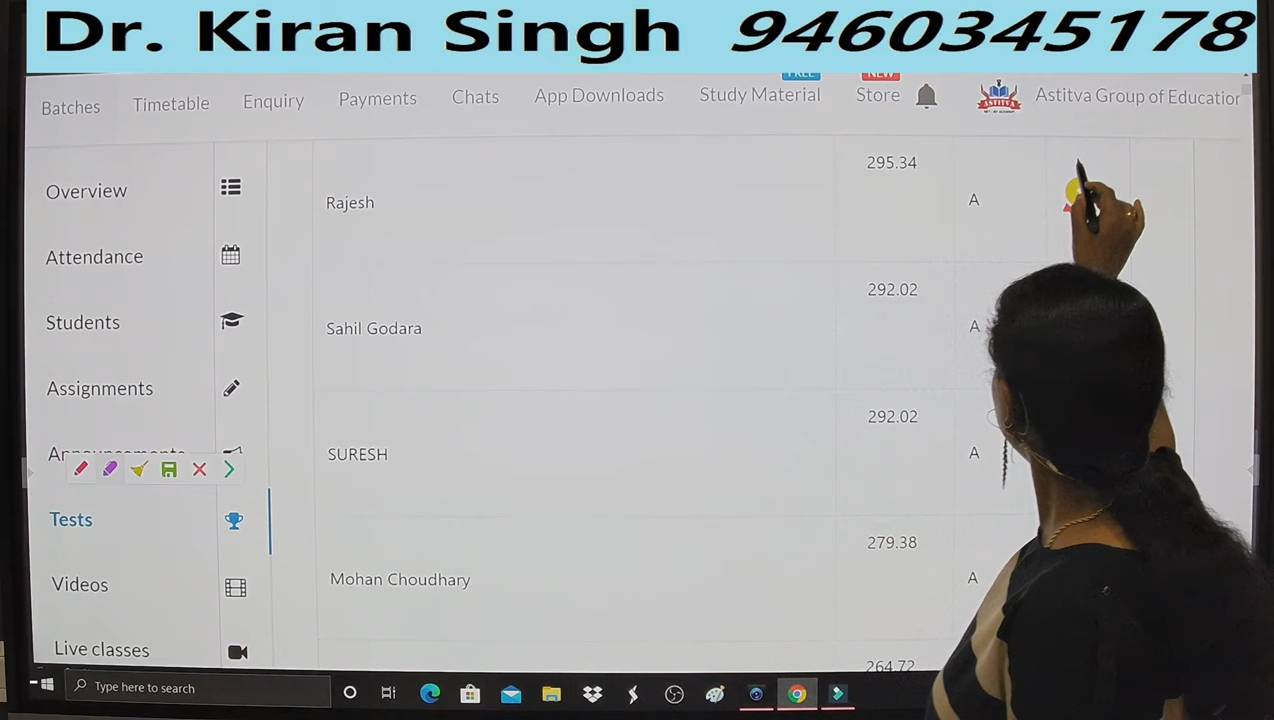 Dr. Kiran Singh 9460345178
FREE NEW
Batches Timetable Enquiry Payments Chats App Downloads Study Material Store ASTITVA Astitva Group of Education
Overview
Attendance
Students
Assignments
Announcements
Tests
Videos
Live classes
Rajesh 295.34 A
Sahil Godara 292.02 A
SURESH 292.02 A
Mohan Choudhary 279.38 A
264.72
Type here to search